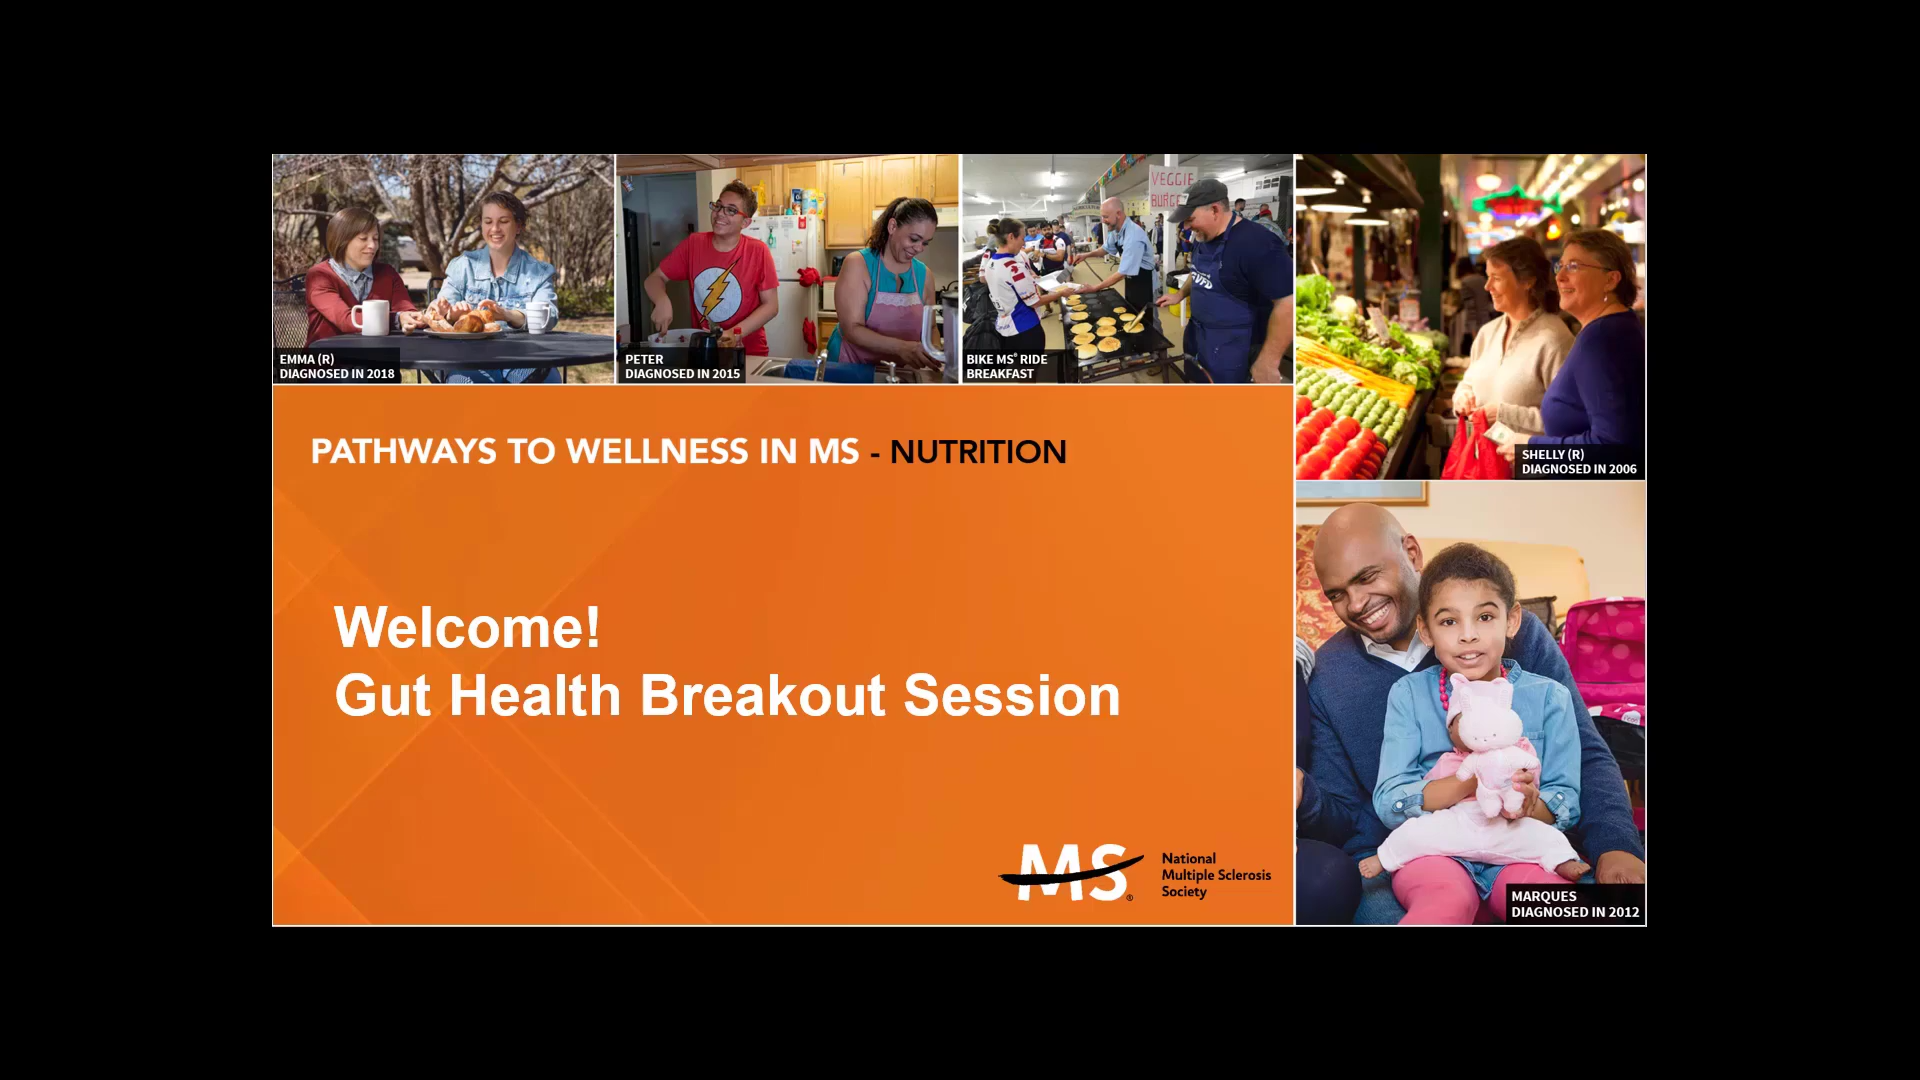 VEGGIE
BURGE
EMMA (R)
DIAGNOSED IN 2018
PETER
DIAGNOSED IN 2015
BIKE MS® RIDE
BREAKFAST
SHELLY (R)
DIAGNOSED IN 2006
PATHWAYS TO WELLNESS IN MS - NUTRITION
Welcome!
Gut Health Breakout Session
MS®
National
Multiple Sclerosis
Society
MARQUES
DIAGNOSED IN 2012